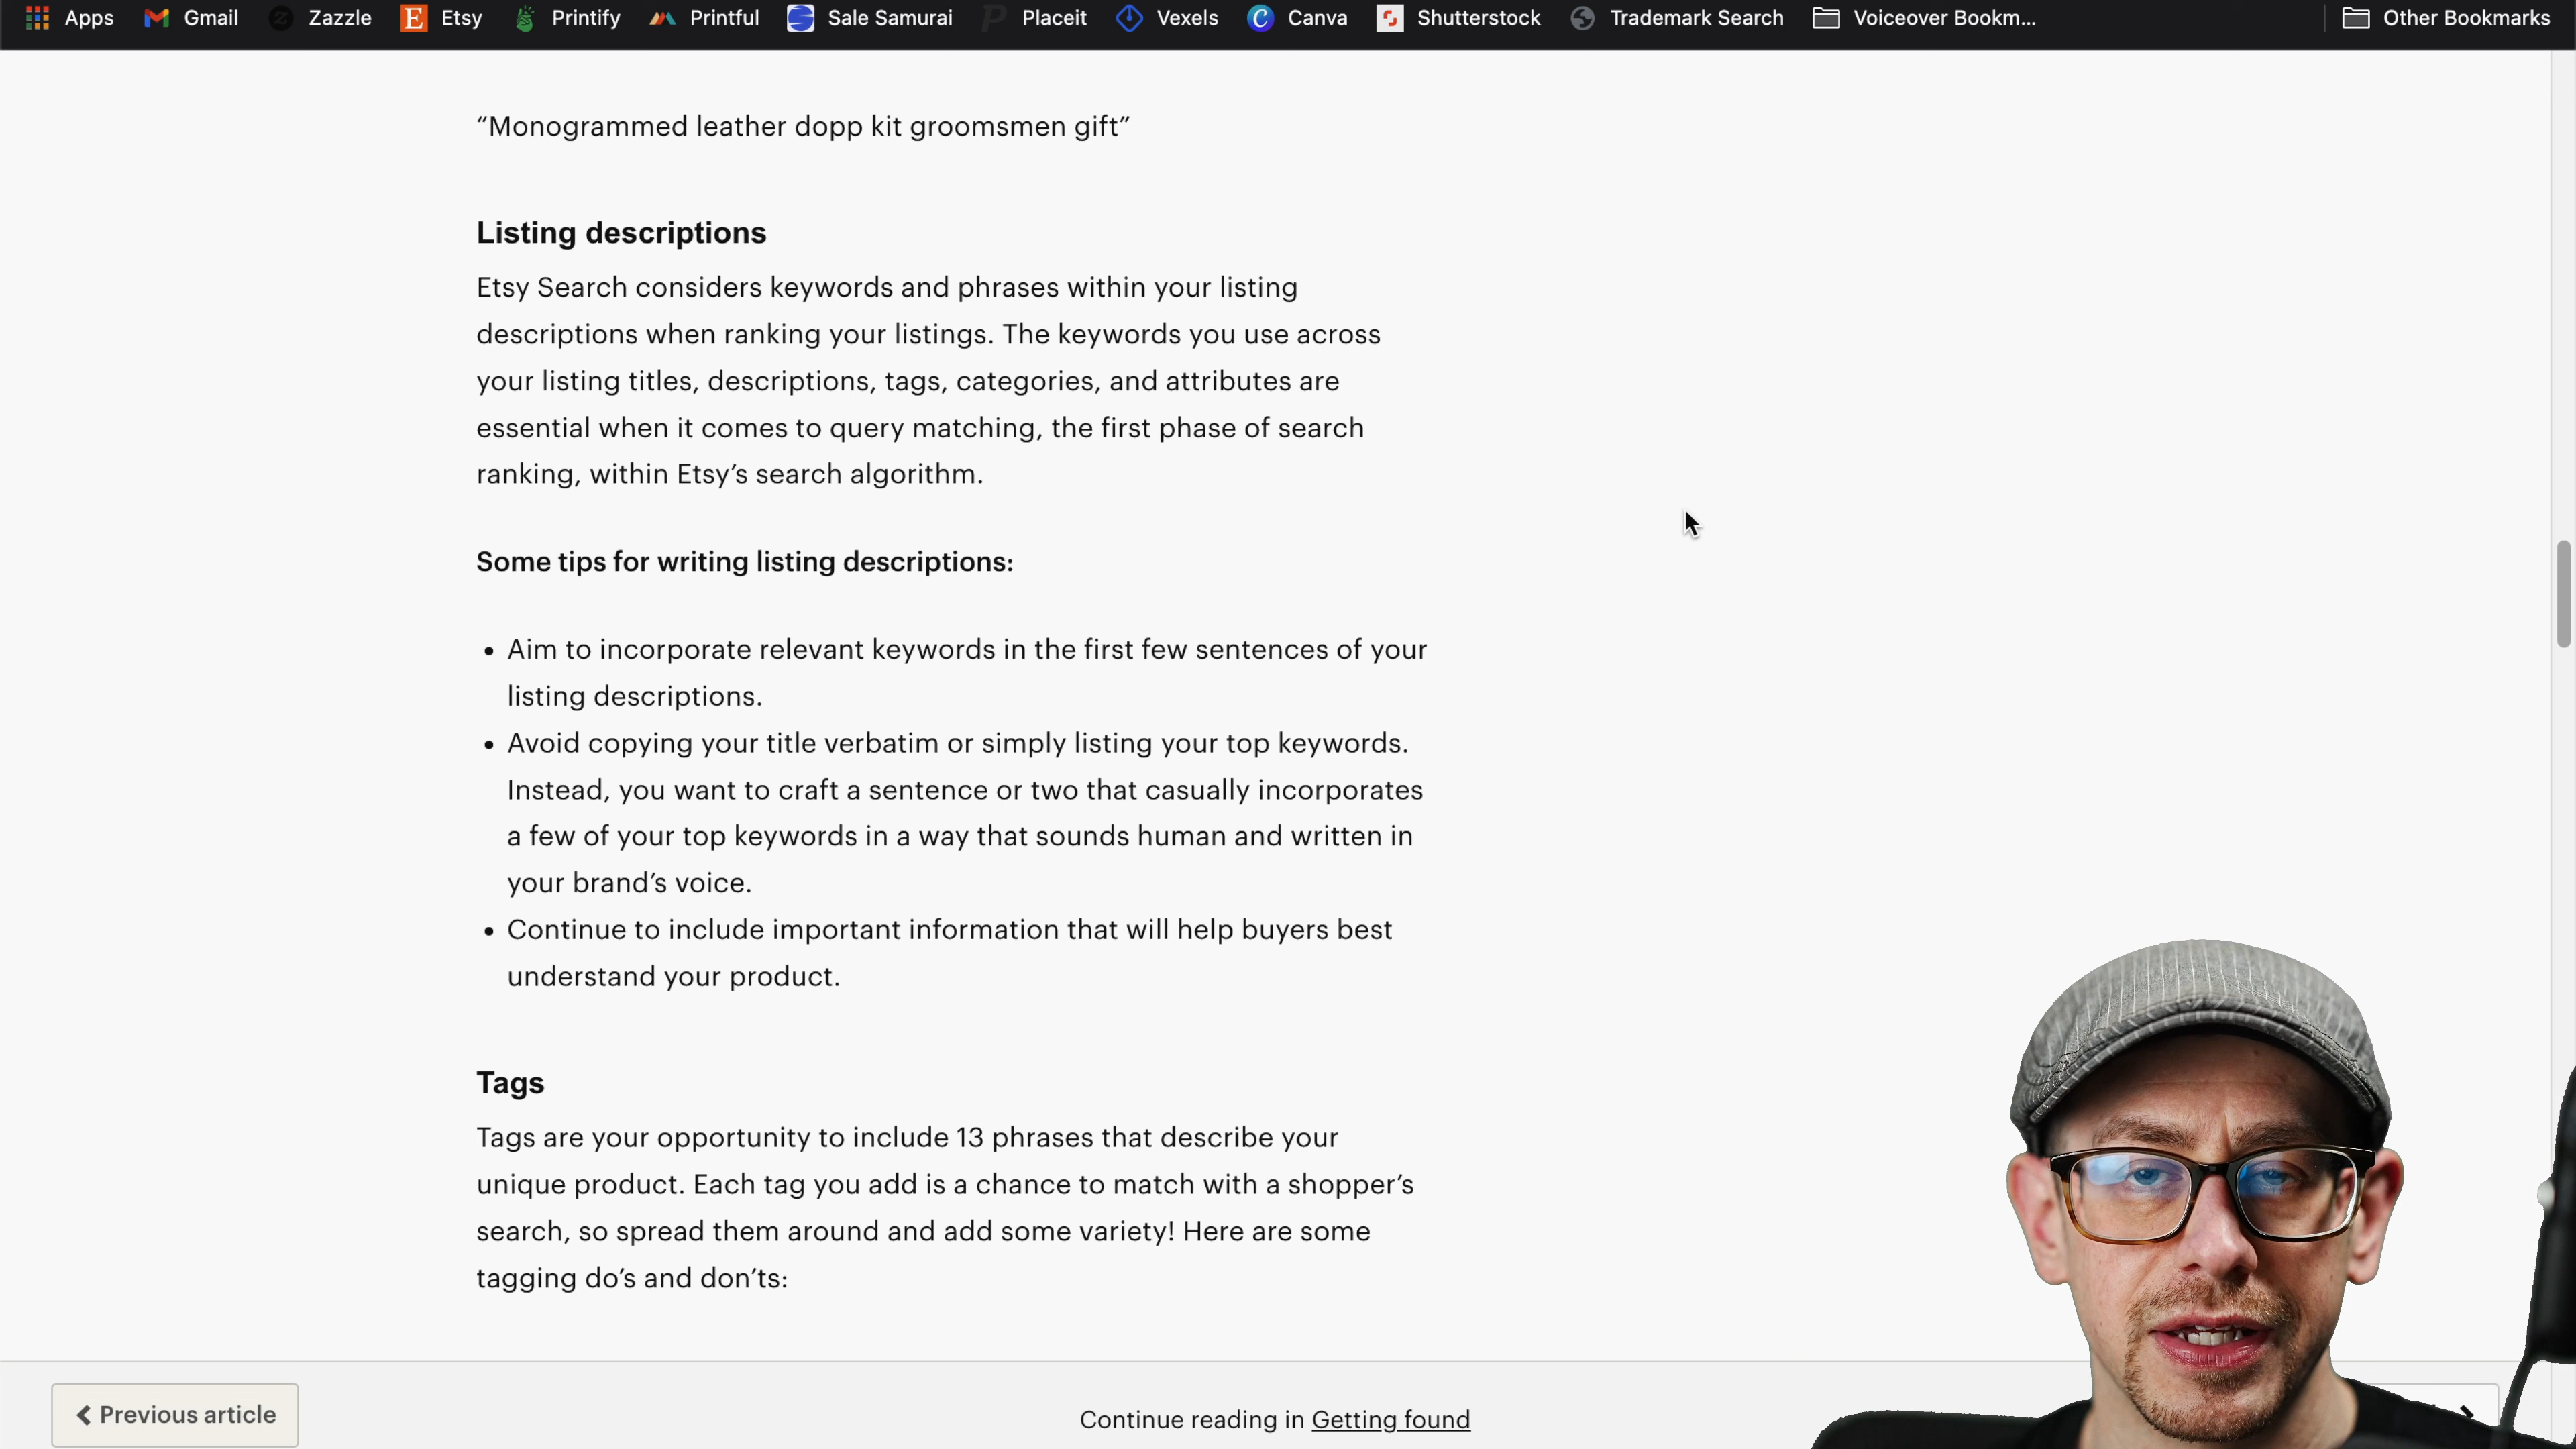 Apps Gmail Zazzle Etsy Printify Printful Sale Samurai Placeit Vexels Canva Shutterstock Trademark Search Voiceover Bookm... Other Bookmarks
“Monogrammed leather dopp kit groomsmen gift”
Listing descriptions
Etsy Search considers keywords and phrases within your listing
descriptions when ranking your listings. The keywords you use across
your listing titles, descriptions, tags, categories, and attributes are
essential when it comes to query matching, the first phase of search
ranking, within Etsy’s search algorithm.
Some tips for writing listing descriptions:
• Aim to incorporate relevant keywords in the first few sentences of your
listing descriptions.
• Avoid copying your title verbatim or simply listing your top keywords.
Instead, you want to craft a sentence or two that casually incorporates
a few of your top keywords in a way that sounds human and written in
your brand’s voice.
• Continue to include important information that will help buyers best
understand your product.
Tags
Tags are your opportunity to include 13 phrases that describe your
unique product. Each tag you add is a chance to match with a shopper’s
search, so spread them around and add some variety! Here are some
tagging do’s and don’ts:
Previous article
Continue reading in Getting found